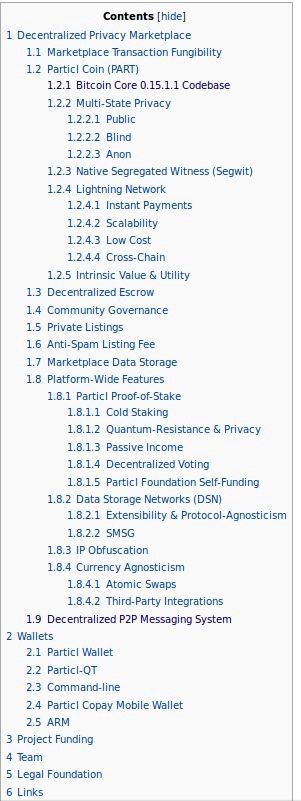 Contents [hide]
1 Decentralized Privacy Marketplace
1.1 Marketplace Transaction Fungibility
1.2 Particl Coin (PART)
1.2.1 Bitcoin Core 0.15.1.1 Codebase
1.2.2 Multi-State Privacy
1.2.2.1 Public
1.2.2.2 Blind
1.2.2.3 Anon
1.2.3 Native Segregated Witness (Segwit)
1.2.4 Lightning Network
1.2.4.1 Instant Payments
1.2.4.2 Scalability
1.2.4.3 Low Cost
1.2.4.4 Cross-Chain
1.2.5 Intrinsic Value & Utility
1.3 Decentralized Escrow
1.4 Community Governance
1.5 Private Listings
1.6 Anti-Spam Listing Fee
1.7 Marketplace Data Storage
1.8 Platform-Wide Features
1.8.1 Particl Proof-of-Stake
1.8.1.1 Cold Staking
1.8.1.2 Quantum-Resistance & Privacy
1.8.1.3 Passive Income
1.8.1.4 Decentralized Voting
1.8.1.5 Particl Foundation Self-Funding
1.8.2 Data Storage Networks (DSN)
1.8.2.1 Extensibility & Protocol-Agnosticism
1.8.2.2 SMSG
1.8.3 IP Obfuscation
1.8.4 Currency Agnosticism
1.8.4.1 Atomic Swaps
1.8.4.2 Third-Party Integrations
1.9 Decentralized P2P Messaging System
2 Wallets
2.1 Particl Wallet
2.2 Particl-QT
2.3 Command-line
2.4 Particl Copay Mobile Wallet
2.5 ARM
3 Project Funding
4 Team
5 Legal Foundation
6 Links